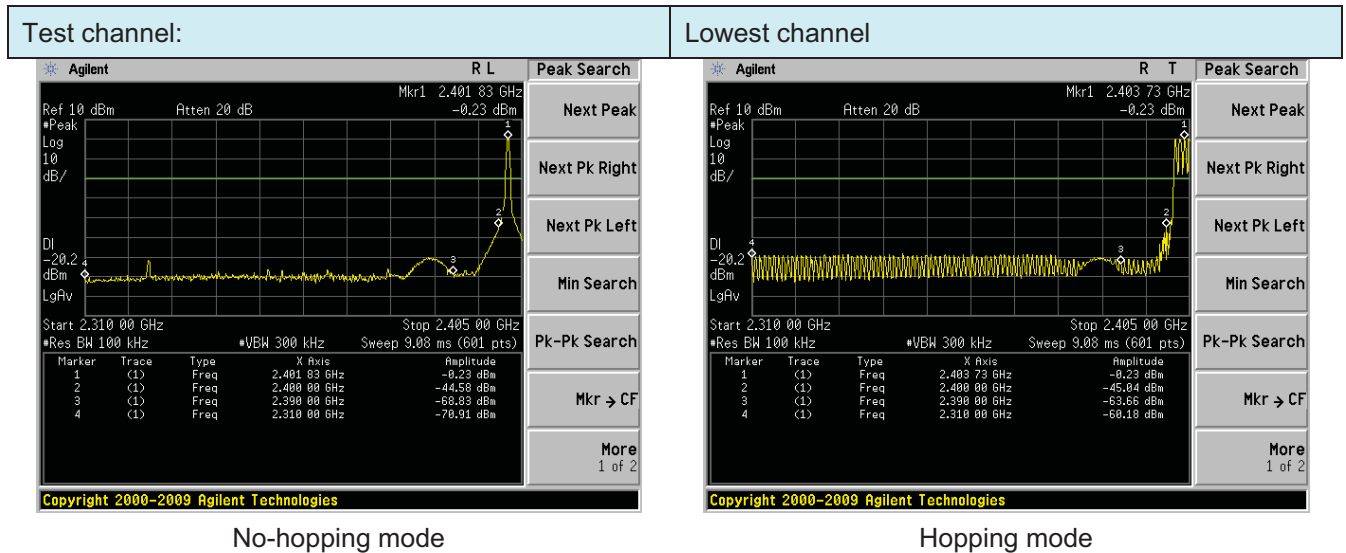 Test channel:
Lowest channel
Agilent
R L
Peak Search
Mkr1 2.401 83 GHz
Ref 10 dBm
Atten 20 dB
-0.23 dBm
#Peak
Log
10
dB/
DI
-20.2
dBm
LgAv
1
2
3
4
Start 2.310 00 GHz
Stop 2.405 00 GHz
#Res BW 100 kHz
#VBW 300 kHz
Sweep 9.08 ms (601 pts)
Marker Trace Type X Axis Amplitude
1 (1) Freq 2.401 83 GHz -0.23 dBm
2 (1) Freq 2.400 00 GHz -44.58 dBm
3 (1) Freq 2.390 00 GHz -68.83 dBm
4 (1) Freq 2.310 00 GHz -70.91 dBm
Next Peak
Next Pk Right
Next Pk Left
Min Search
Pk-Pk Search
Mkr → CF
More
1 of 2
Copyright 2000-2009 Agilent Technologies
No-hopping mode
Agilent
R T
Peak Search
Mkr1 2.403 73 GHz
Ref 10 dBm
Atten 20 dB
-0.23 dBm
#Peak
Log
10
dB/
DI
-20.2
dBm
LgAv
1
2
3
4
Start 2.310 00 GHz
Stop 2.405 00 GHz
#Res BW 100 kHz
#VBW 300 kHz
Sweep 9.08 ms (601 pts)
Marker Trace Type X Axis Amplitude
1 (1) Freq 2.403 73 GHz -0.23 dBm
2 (1) Freq 2.400 00 GHz -45.04 dBm
3 (1) Freq 2.390 00 GHz -63.66 dBm
4 (1) Freq 2.310 00 GHz -60.18 dBm
Next Peak
Next Pk Right
Next Pk Left
Min Search
Pk-Pk Search
Mkr → CF
More
1 of 2
Copyright 2000-2009 Agilent Technologies
Hopping mode